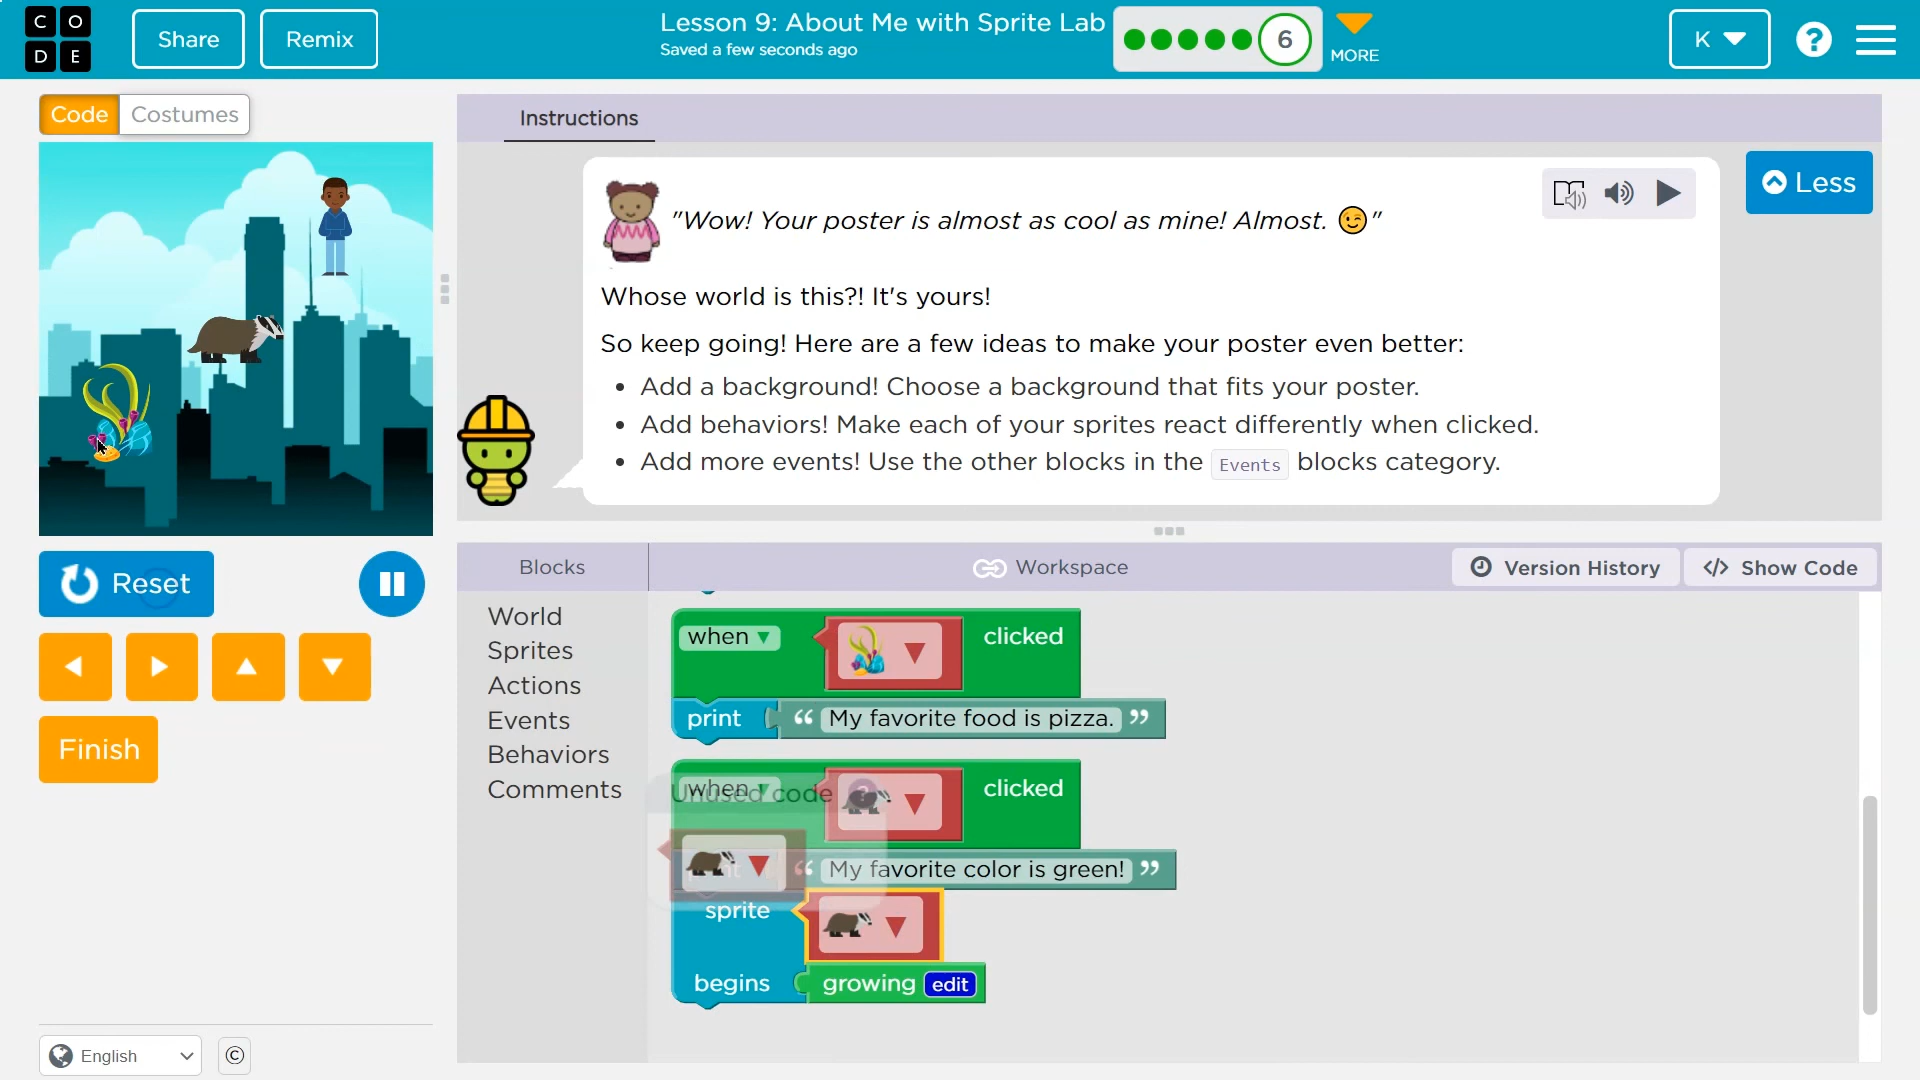 C O
D E
Share
Remix
Lesson 9: About Me with Sprite Lab
Saved a few seconds ago
6
MORE
K
?
Code
Costumes
Instructions
"Wow! Your poster is almost as cool as mine! Almost. 😉"
Less
Whose world is this?! It's yours!
So keep going! Here are a few ideas to make your poster even better:
• Add a background! Choose a background that fits your poster.
• Add behaviors! Make each of your sprites react differently when clicked.
• Add more events! Use the other blocks in the Events blocks category.
Reset
Finish
Blocks
Workspace
Version History
</> Show Code
World
Sprites
Actions
Events
Behaviors
Comments
when clicked
print “ My favorite food is pizza. ”
when clicked
Unused code
“ My favorite color is green! ”
sprite
begins growing edit
English
©